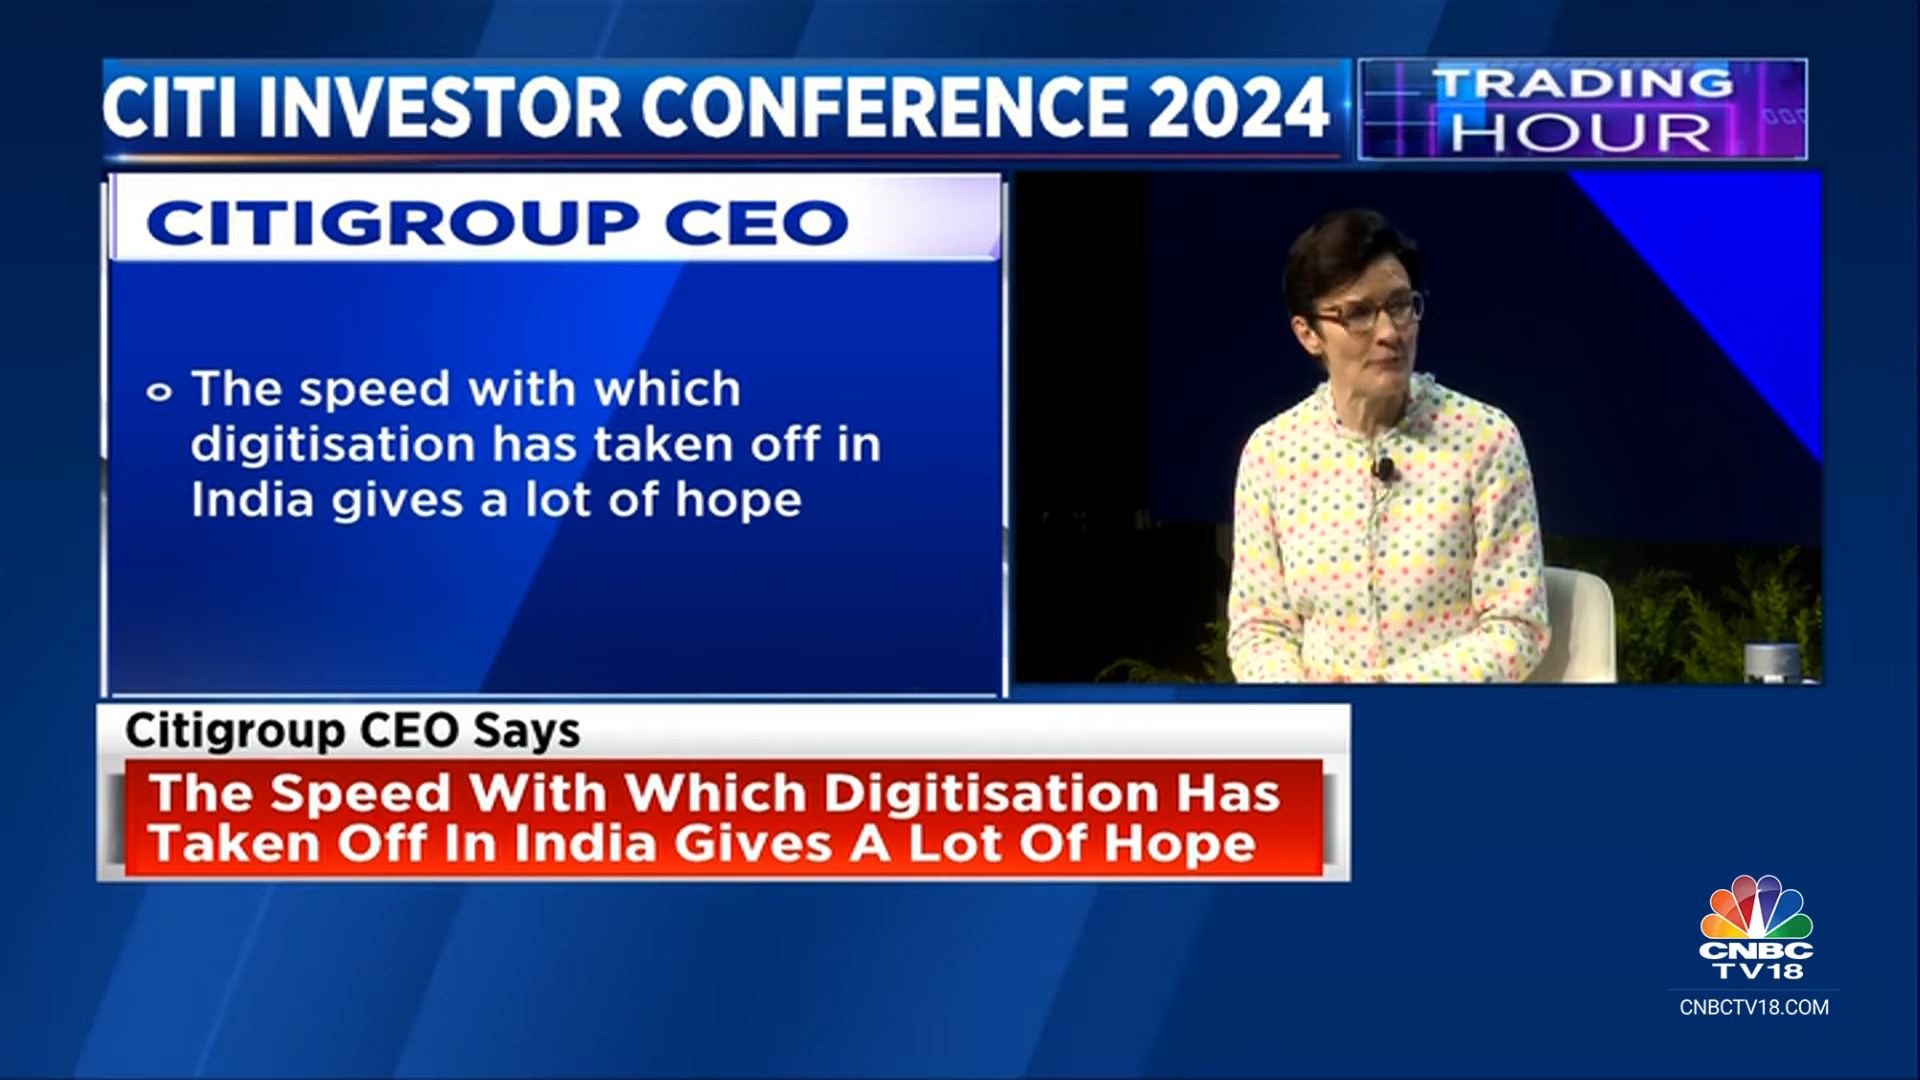 CITI INVESTOR CONFERENCE 2024
TRADING
HOUR
CITIGROUP CEO
The speed with which
digitisation has taken off in
India gives a lot of hope
Citigroup CEO Says
The Speed With Which Digitisation Has
Taken Off In India Gives A Lot Of Hope
CNBC
TV18
CNBCTV18.COM